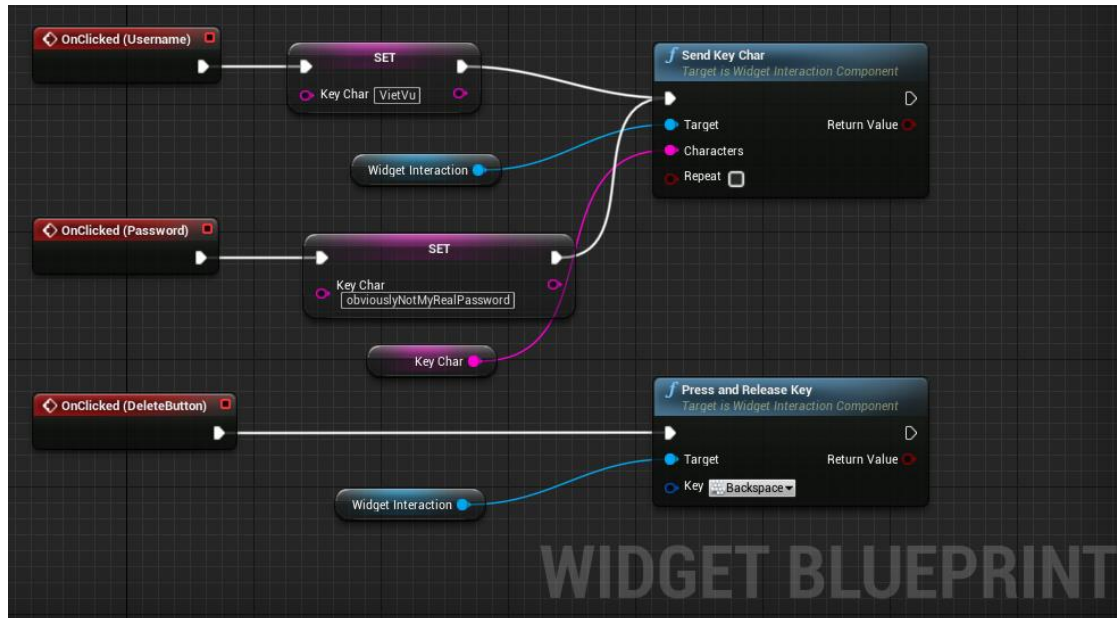 OnClicked (Username)
SET
Key Char VietVu
Widget Interaction
f Send Key Char
Target is Widget Interaction Component
Target
Return Value
Characters
Repeat
OnClicked (Password)
SET
Key Char
obviouslyNotMyRealPassword
Key Char
OnClicked (DeleteButton)
f Press and Release Key
Target is Widget Interaction Component
Target
Return Value
Key Backspace
Widget Interaction
WIDGET BLUEPRINT